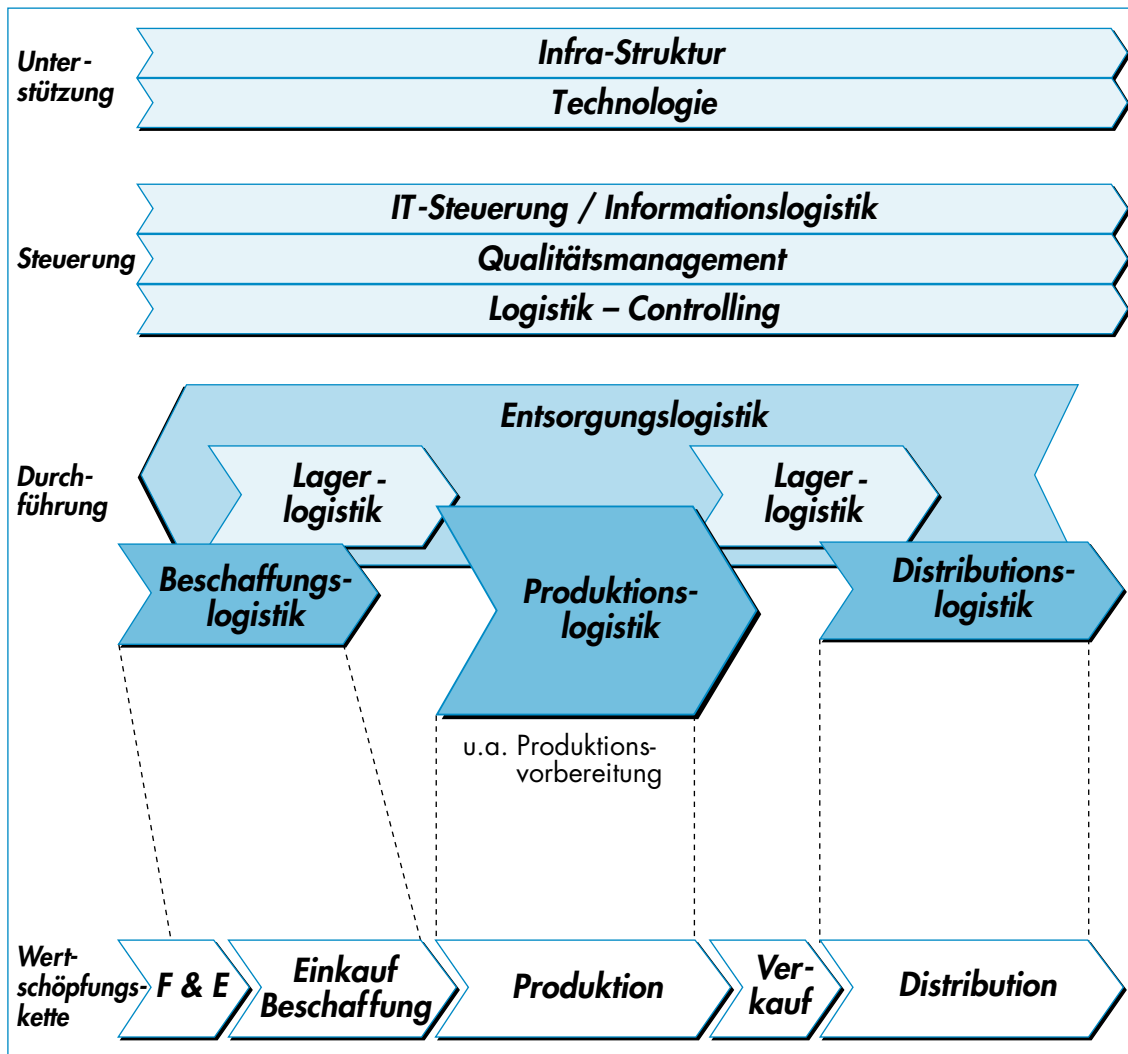 Unter-
stützung
Infra-Struktur
Technologie
Steuerung
IT-Steuerung / Informationslogistik
Qualitätsmanagement
Logistik – Controlling
Durch-
führung
Entsorgungslogistik
Lager-
logistik
Lager-
logistik
Beschaffungs-
logistik
Produktions-
logistik
Distributions-
logistik
u.a. Produktions-
vorbereitung
Wert-
schöpfungs-
kette
F & E
Einkauf
Beschaffung
Produktion
Ver-
kauf
Distribution